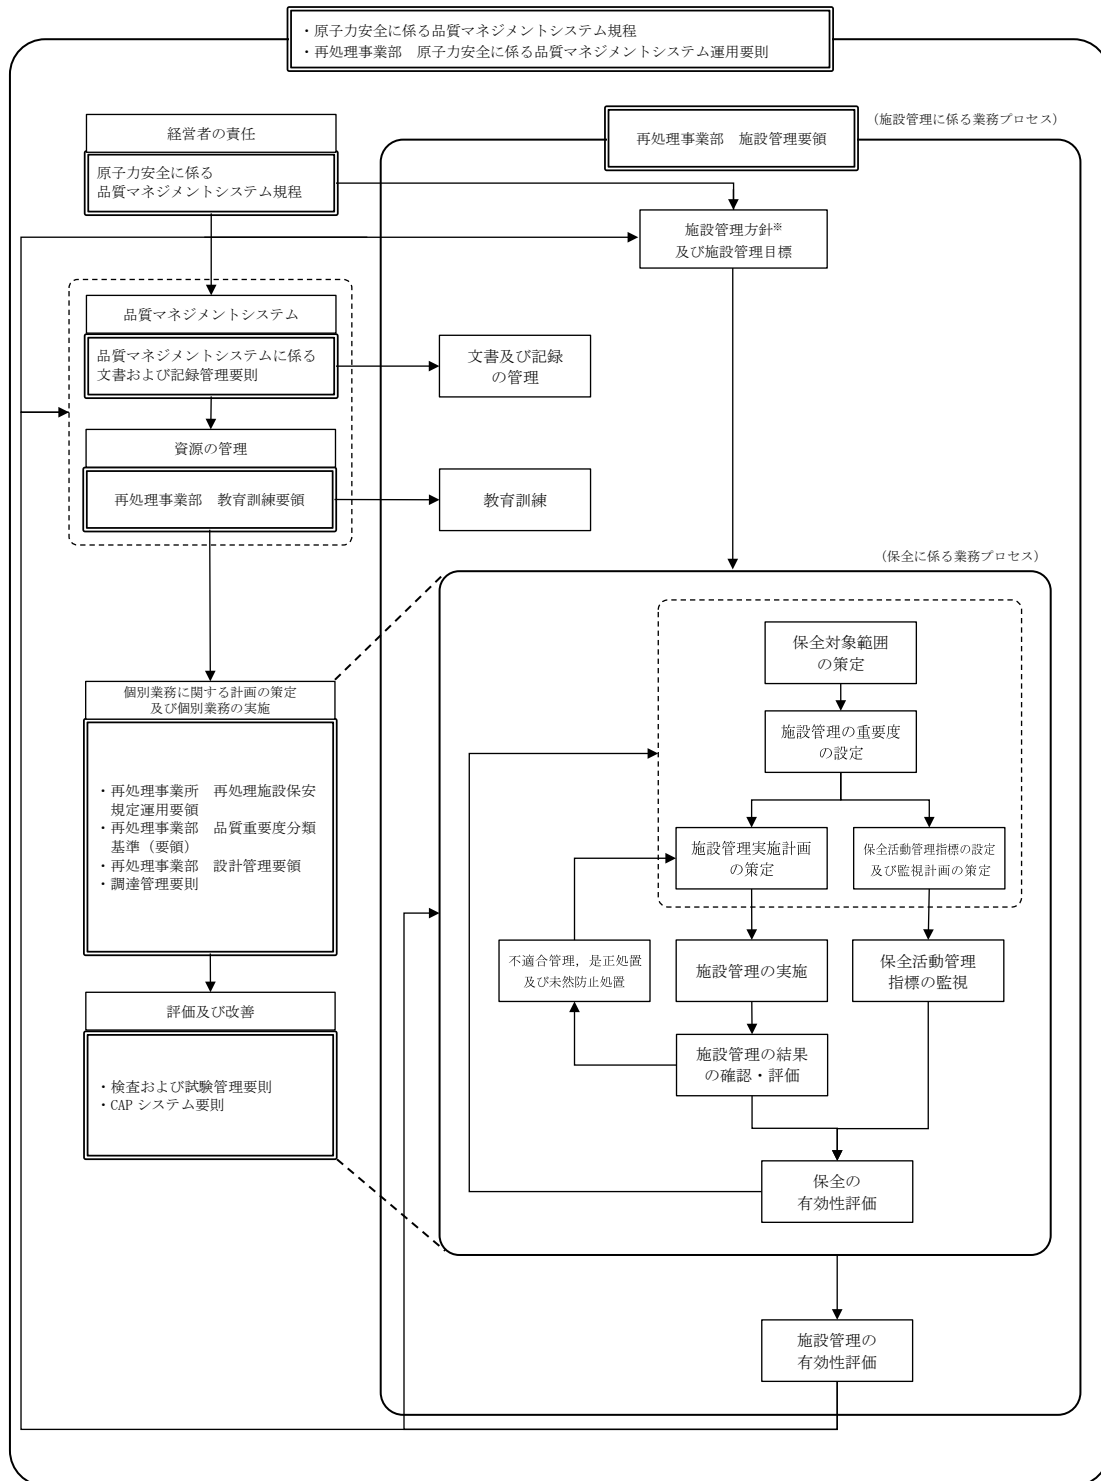 ・原子力安全に係る品質マネジメントシステム規程
・再処理事業部　原子力安全に係る品質マネジメントシステム運用要則
経営者の責任
原子力安全に係る
品質マネジメントシステム規程
再処理事業部　施設管理要領
（施設管理に係る業務プロセス）
施設管理方針※
及び施設管理目標
品質マネジメントシステム
品質マネジメントシステムに係る
文書および記録管理要則
文書及び記録
の管理
資源の管理
再処理事業部　教育訓練要領
教育訓練
（保全に係る業務プロセス）
保全対象範囲
の策定
施設管理の重要度
の設定
施設管理実施計画
の策定
保全活動管理指標の設定
及び監視計画の策定
個別業務に関する計画の策定
及び個別業務の実施
・再処理事業所　再処理施設保安
規定運用要領
・再処理事業部　品質重要度分類
基準（要領）
・再処理事業部　設計管理要領
・調達管理要則
不適合管理，是正処置
及び未然防止処置
施設管理の実施
保全活動管理
指標の監視
評価及び改善
・検査および試験管理要則
・CAP システム要則
施設管理の結果
の確認・評価
保全の
有効性評価
施設管理の
有効性評価